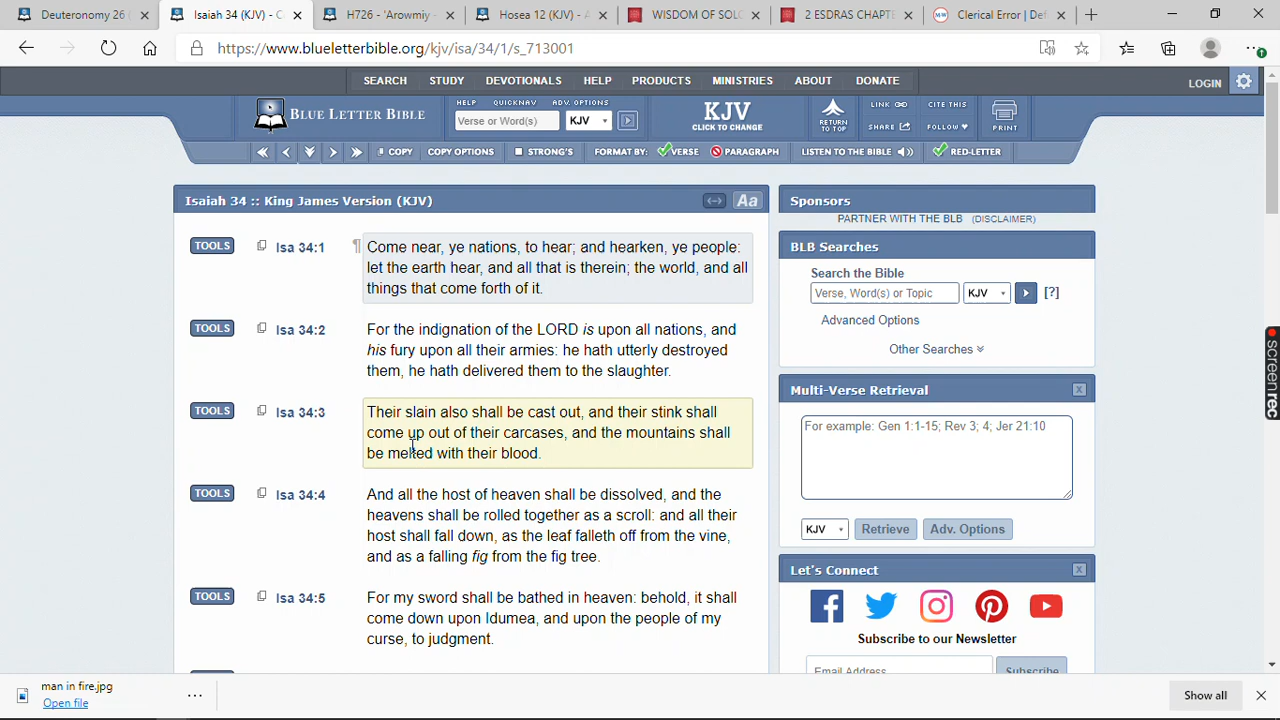 Deuteronomy 26 (
Isaiah 34 (KJV) - C
H726 - 'Arowmiy -
Hosea 12 (KJV) - A
WISDOM OF SOLO
2 ESDRAS CHAPTE
Clerical Error | Def
https://www.blueletterbible.org/kjv/isa/34/1/s_713001
SEARCH STUDY DEVOTIONALS HELP PRODUCTS MINISTRIES ABOUT DONATE
LOGIN
BLUE LETTER BIBLE
HELP QUICKNAV ADV. OPTIONS
Verse or Word(s) KJV
KJV
CLICK TO CHANGE
RETURN
TO TOP
LINK CITE THIS
SHARE FOLLOW
PRINT
COPY COPY OPTIONS STRONG'S FORMAT BY: VERSE PARAGRAPH LISTEN TO THE BIBLE RED-LETTER
Isaiah 34 :: King James Version (KJV)
Aa
TOOLS Isa 34:1 ¶ Come near, ye nations, to hear; and hearken, ye people:
let the earth hear, and all that is therein; the world, and all
things that come forth of it.
TOOLS Isa 34:2 For the indignation of the LORD is upon all nations, and
his fury upon all their armies: he hath utterly destroyed
them, he hath delivered them to the slaughter.
TOOLS Isa 34:3 Their slain also shall be cast out, and their stink shall
come up out of their carcases, and the mountains shall
be melted with their blood.
TOOLS Isa 34:4 And all the host of heaven shall be dissolved, and the
heavens shall be rolled together as a scroll: and all their
host shall fall down, as the leaf falleth off from the vine,
and as a falling fig from the fig tree.
TOOLS Isa 34:5 For my sword shall be bathed in heaven: behold, it shall
come down upon Idumea, and upon the people of my
curse, to judgment.
Sponsors
PARTNER WITH THE BLB (DISCLAIMER)
BLB Searches
Search the Bible
Verse, Word(s) or Topic KJV [?]
Advanced Options
Other Searches
Multi-Verse Retrieval X
For example: Gen 1:1-15; Rev 3; 4; Jer 21:10
KJV Retrieve Adv. Options
Let's Connect X
Subscribe to our Newsletter
Email Address Subscribe
screenrec
man in fire.jpg
Open file
Show all